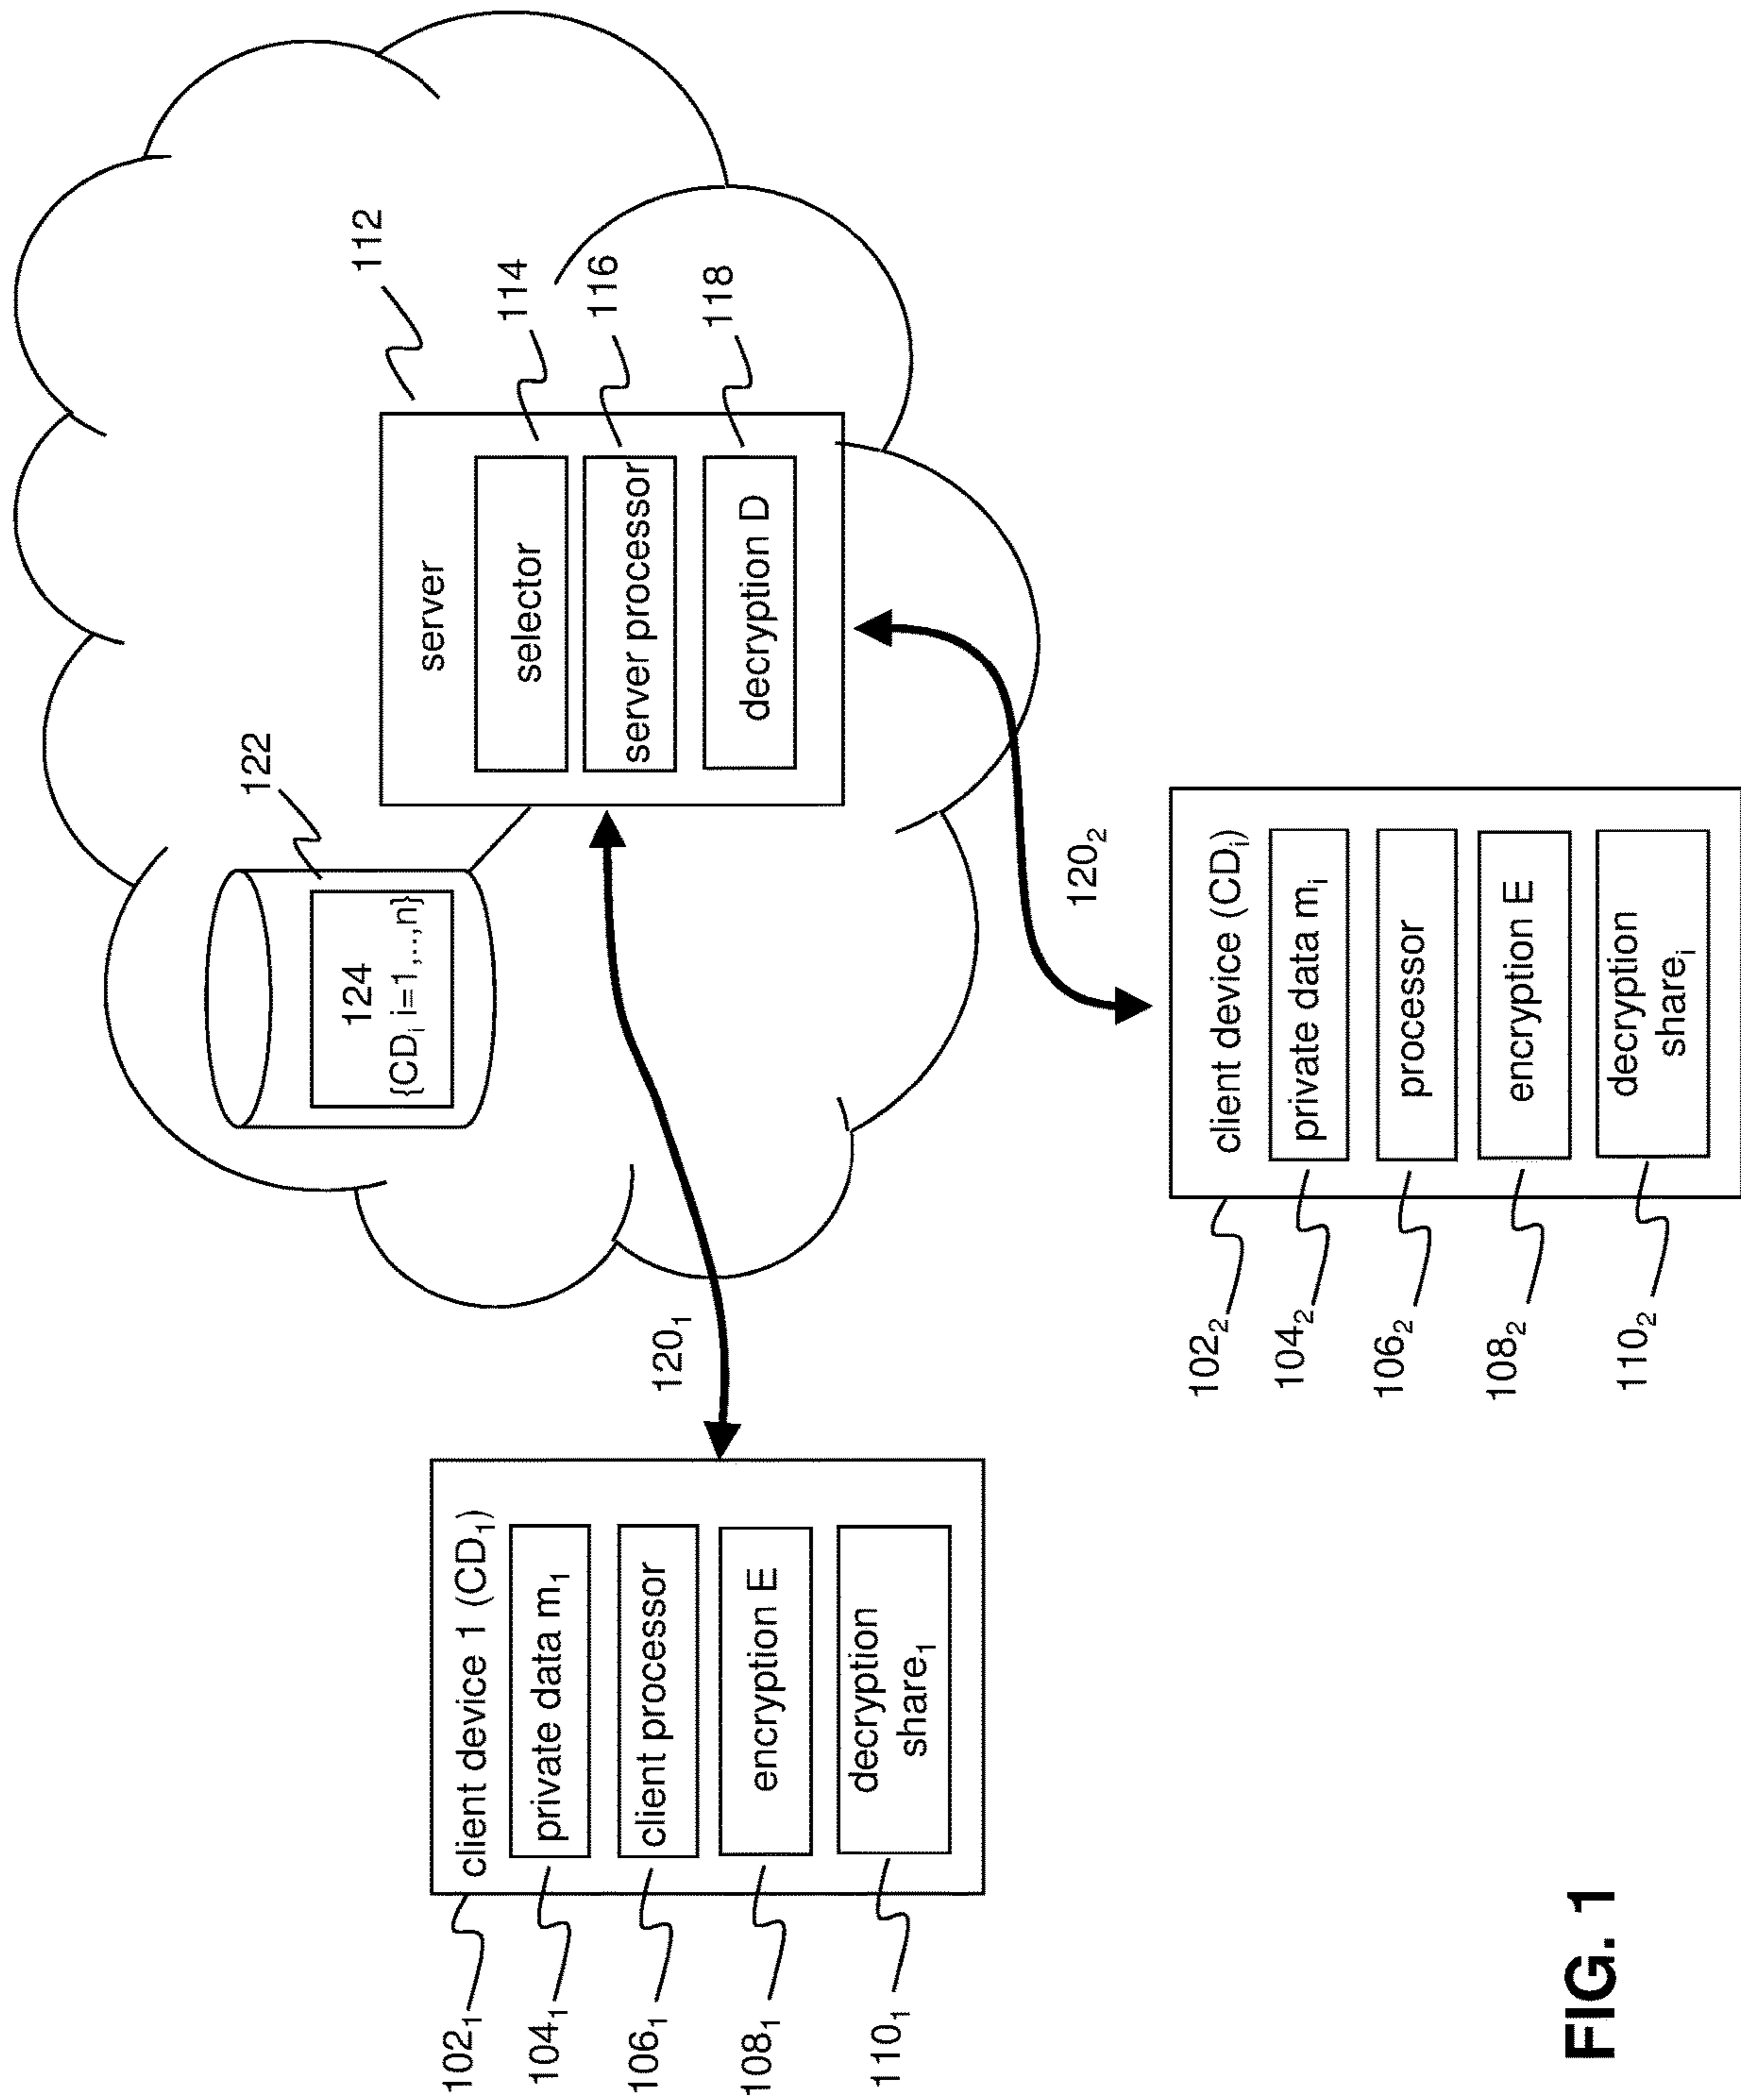 112
122
124
{CD_i i=1,..,n}
server
114
selector
116
server processor
118
decryption D
120₁
120₂
client device 1 (CD₁)
102₁
private data m₁
104₁
client processor
106₁
encryption E
108₁
decryption
share₁
110₁
client device (CDᵢ)
102₂
private data mᵢ
104₂
processor
106₂
encryption E
108₂
decryption
shareᵢ
110₂
FIG. 1